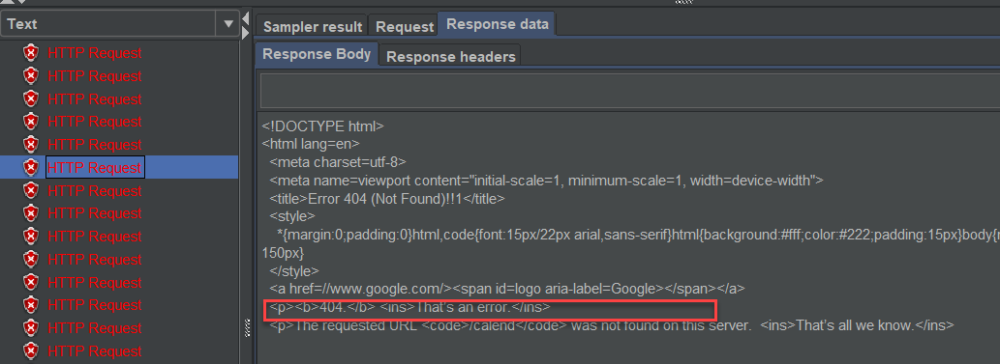 Text
HTTP Request
HTTP Request
HTTP Request
HTTP Request
HTTP Request
HTTP Request
HTTP Request
HTTP Request
HTTP Request
HTTP Request
HTTP Request
HTTP Request
HTTP Request
HTTP Request
Sampler result Request Response data
Response Body Response headers
<!DOCTYPE html>
<html lang=en>
<meta charset=utf-8>
<meta name=viewport content="initial-scale=1, minimum-scale=1, width=device-width">
<title>Error 404 (Not Found)!!1</title>
<style>
*{margin:0;padding:0}html,code{font:15px/22px arial,sans-serif}html{background:#fff;color:#222;padding:15px}body{
150px}
</style>
<a href=//www.google.com/><span id=logo aria-label=Google></span></a>
<p><b>404.</b> <ins>That's an error.</ins>
<p>The requested URL <code>/calend</code> was not found on this server. <ins>That's all we know.</ins>